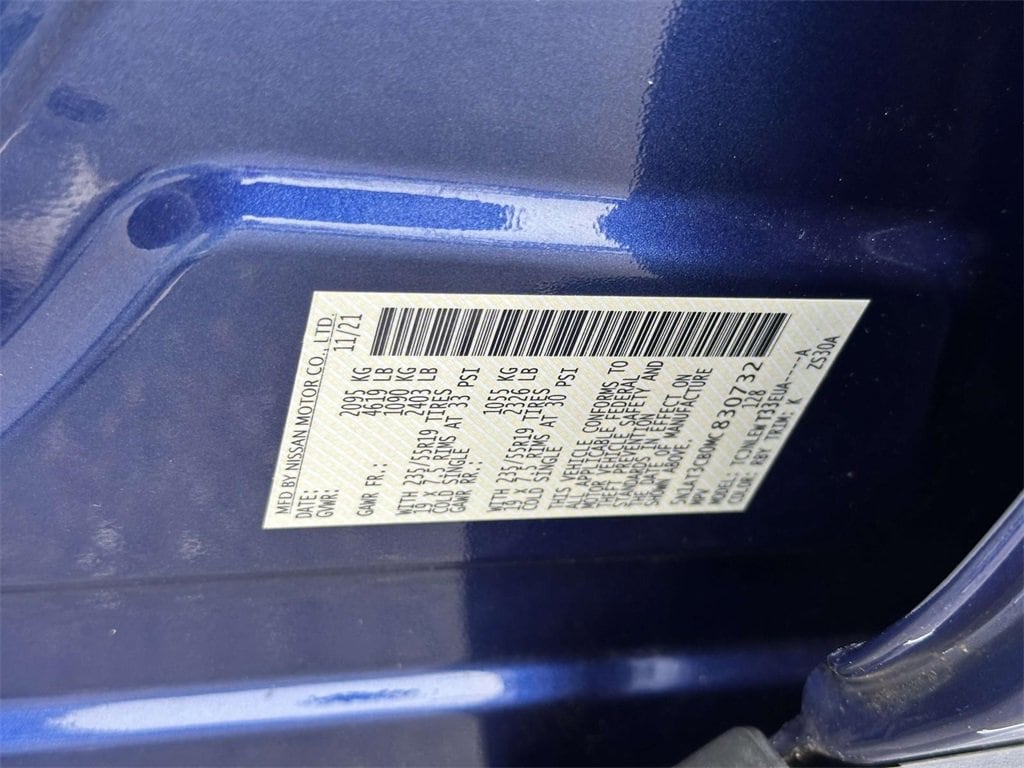 MFD BY NISSAN MOTOR CO., LTD.
DATE: 11/21
GVWR: 2095 KG
4619 LB
GAWR FR.: 1090 KG
2403 LB
WITH 235/55R19 TIRES
19 X 7.5 RIMS AT 33 PSI
COLD SINGLE
GAWR RR.: 1055 KG
2326 LB
WITH 235/55R19 TIRES
19 X 7.5 RIMS AT 30 PSI
COLD SINGLE
THIS VEHICLE CONFORMS TO
ALL APPLICABLE FEDERAL
MOTOR VEHICLE SAFETY AND
THEFT PREVENTION
STANDARDS IN EFFECT ON
THE DATE OF MANUFACTURE
SHOWN ABOVE.
5N1AT3CB0MC830732
MPV 128
MODEL: TCJNLEWT33EUA----A
COLOR: RBY TRIM: K ZS30A